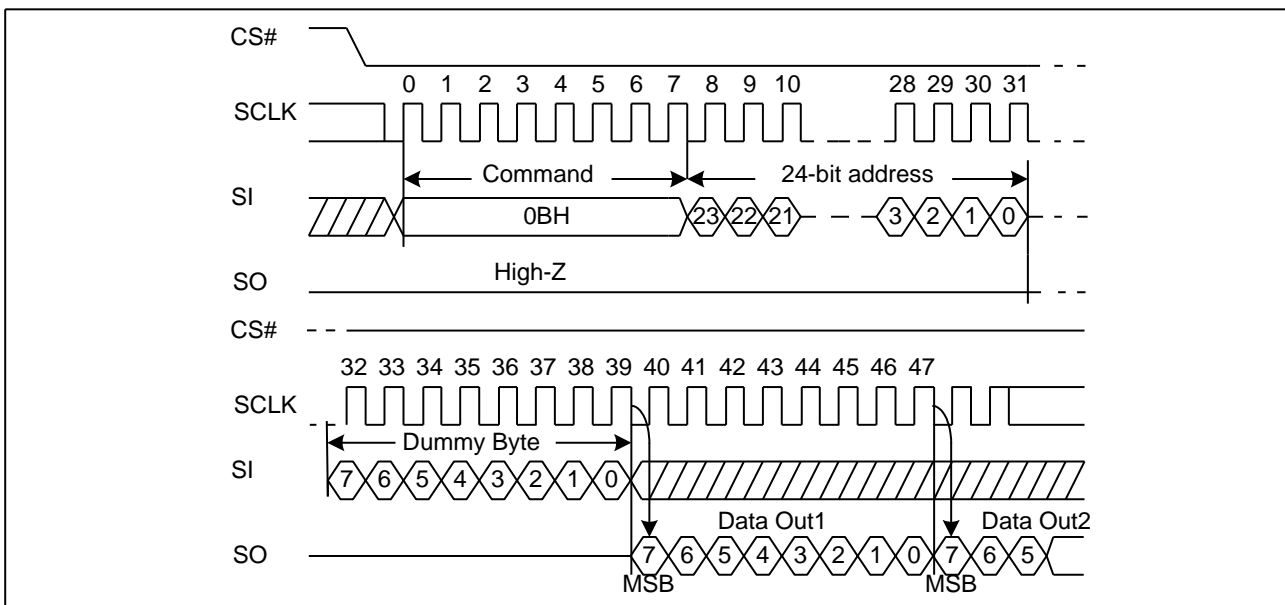 CS#
0 1 2 3 4 5 6 7 8 9 10 28 29 30 31
SCLK
Command 24-bit address
SI
0BH 23 22 21 3 2 1 0
High-Z
SO
CS#
32 33 34 35 36 37 38 39 40 41 42 43 44 45 46 47
SCLK
Dummy Byte
SI
7 6 5 4 3 2 1 0
Data Out1 Data Out2
SO
7 6 5 4 3 2 1 0 7 6 5
MSB MSB